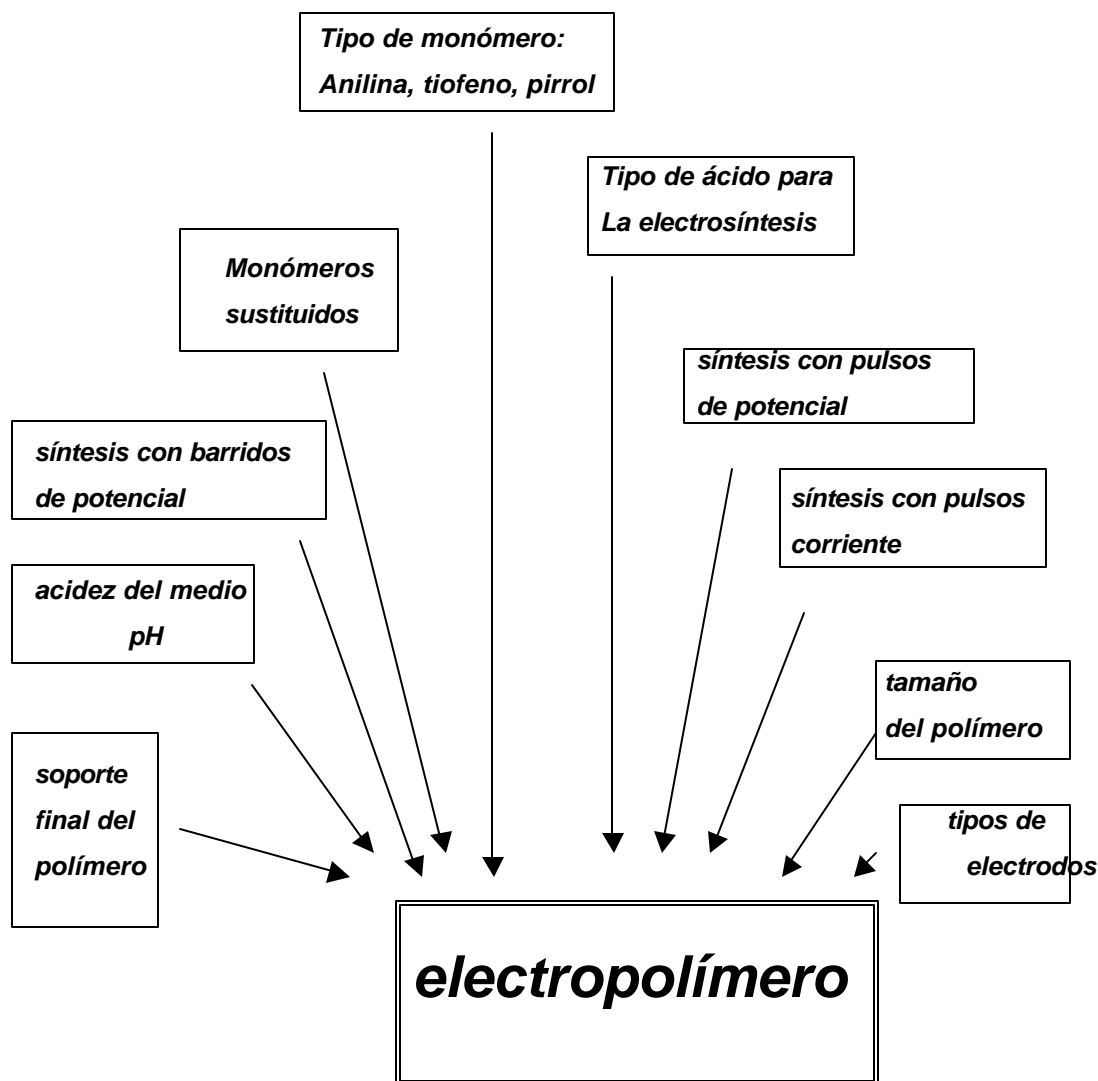 Tipo de monómero:
Anilina, tiofeno, pirrol
Tipo de ácido para
La electrosíntesis
Monómeros
sustituidos
síntesis con pulsos
de potencial
síntesis con barridos
de potencial
síntesis con pulsos
corriente
acidez del medio
pH
tamaño
del polímero
soporte
final del
polímero
tipos de
electrodos
electropolímero